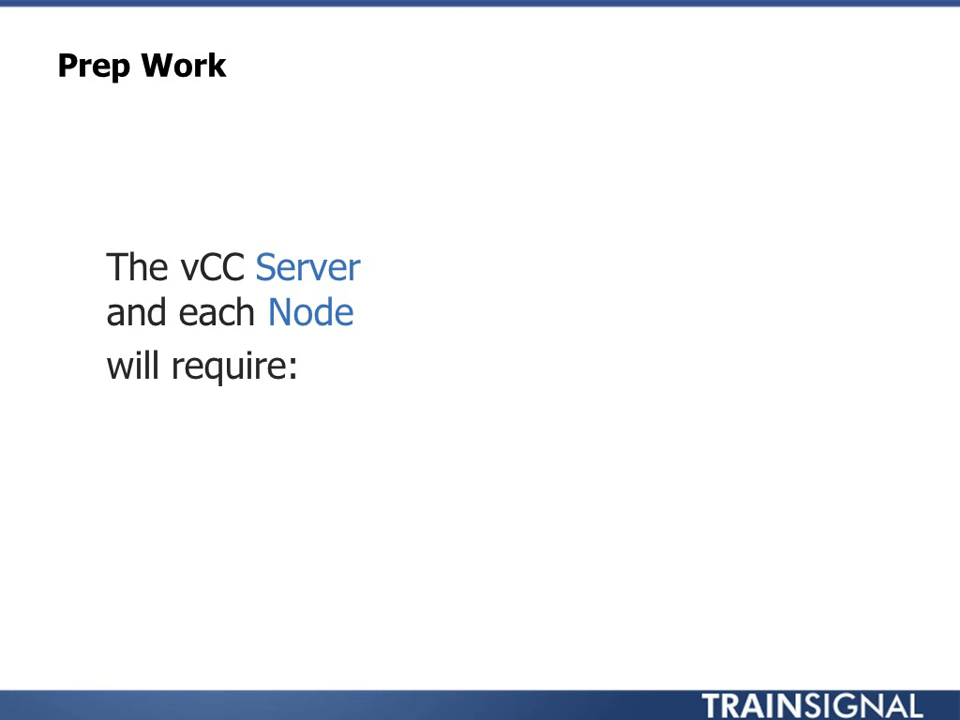 Prep Work
The vCC Server
and each Node
will require:
TRAINSIGNAL